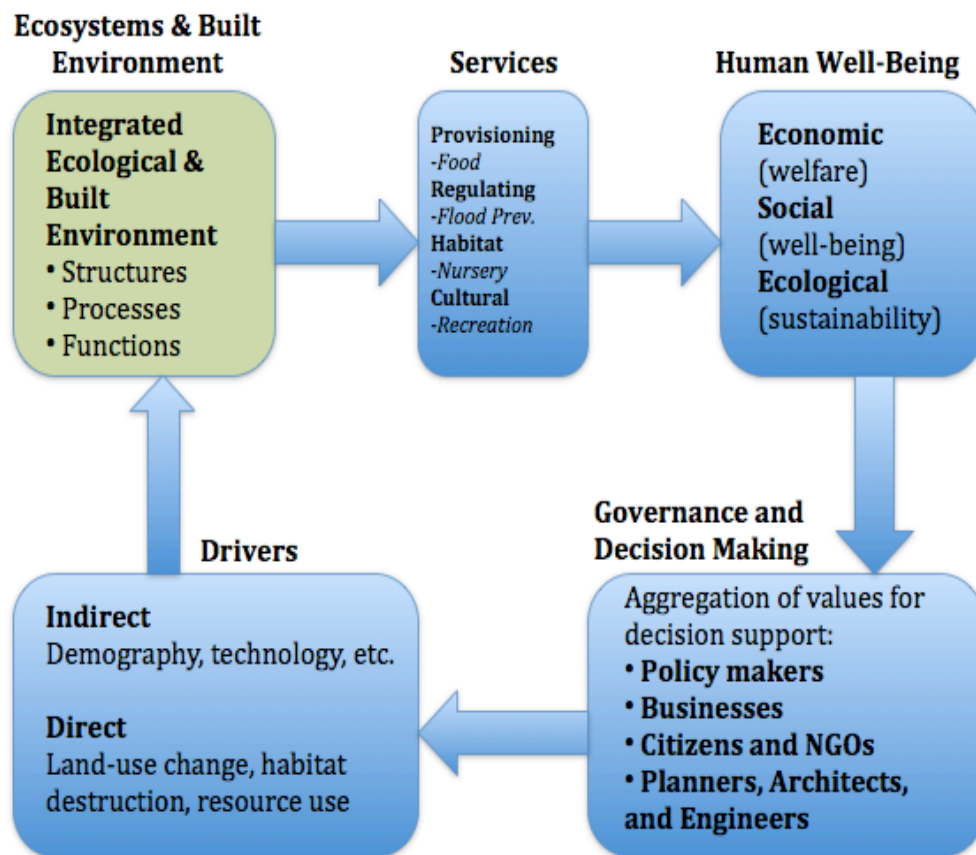 Ecosystems & Built
Environment
Integrated
Ecological &
Built
Environment
• Structures
• Processes
• Functions
Services
Provisioning
-Food
Regulating
-Flood Prev.
Habitat
-Nursery
Cultural
-Recreation
Human Well-Being
Economic
(welfare)
Social
(well-being)
Ecological
(sustainability)
Governance and
Decision Making
Aggregation of values for
decision support:
• Policy makers
• Businesses
• Citizens and NGOs
• Planners, Architects,
and Engineers
Drivers
Indirect
Demography, technology, etc.
Direct
Land-use change, habitat
destruction, resource use